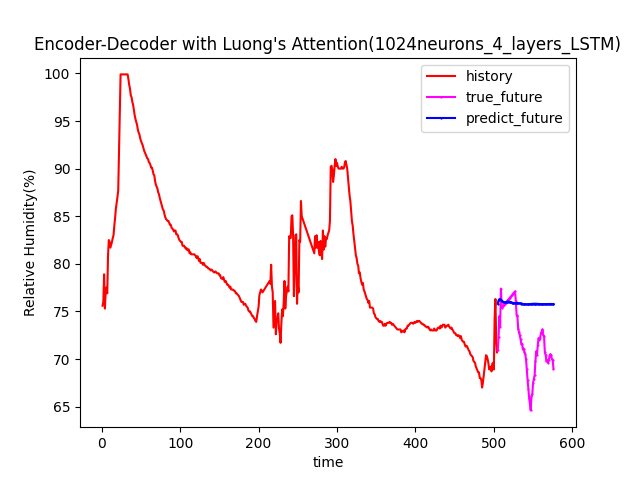 Encoder-Decoder with Luong's Attention(1024neurons_4_layers_LSTM)
history
true_future
predict_future
Relative Humidity(%)
100
95
90
85
80
75
70
65
0 100 200 300 400 500 600
time